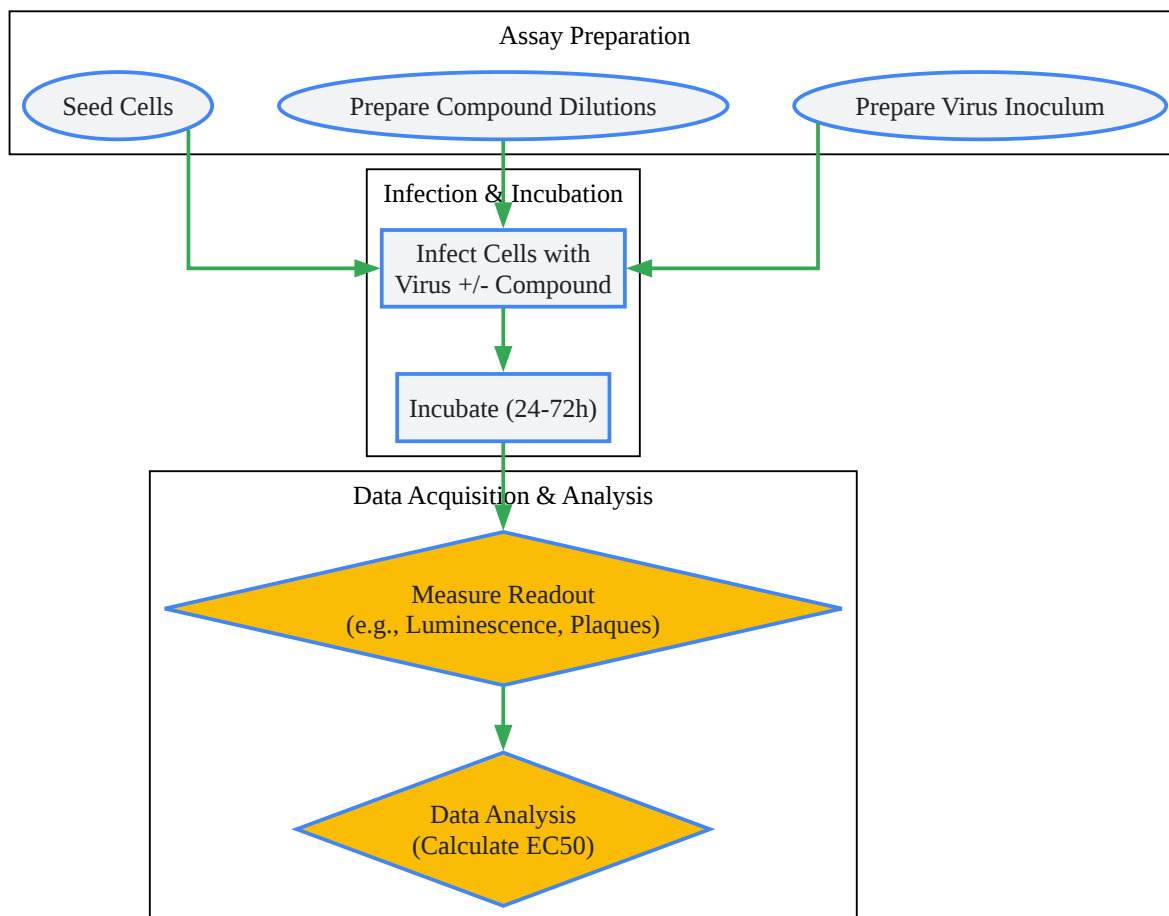 Assay Preparation
Seed Cells
Prepare Compound Dilutions
Prepare Virus Inoculum
Infection & Incubation
Infect Cells with
Virus +/- Compound
Incubate (24-72h)
Data Acquisition & Analysis
Measure Readout
(e.g., Luminescence, Plaques)
Data Analysis
(Calculate EC50)